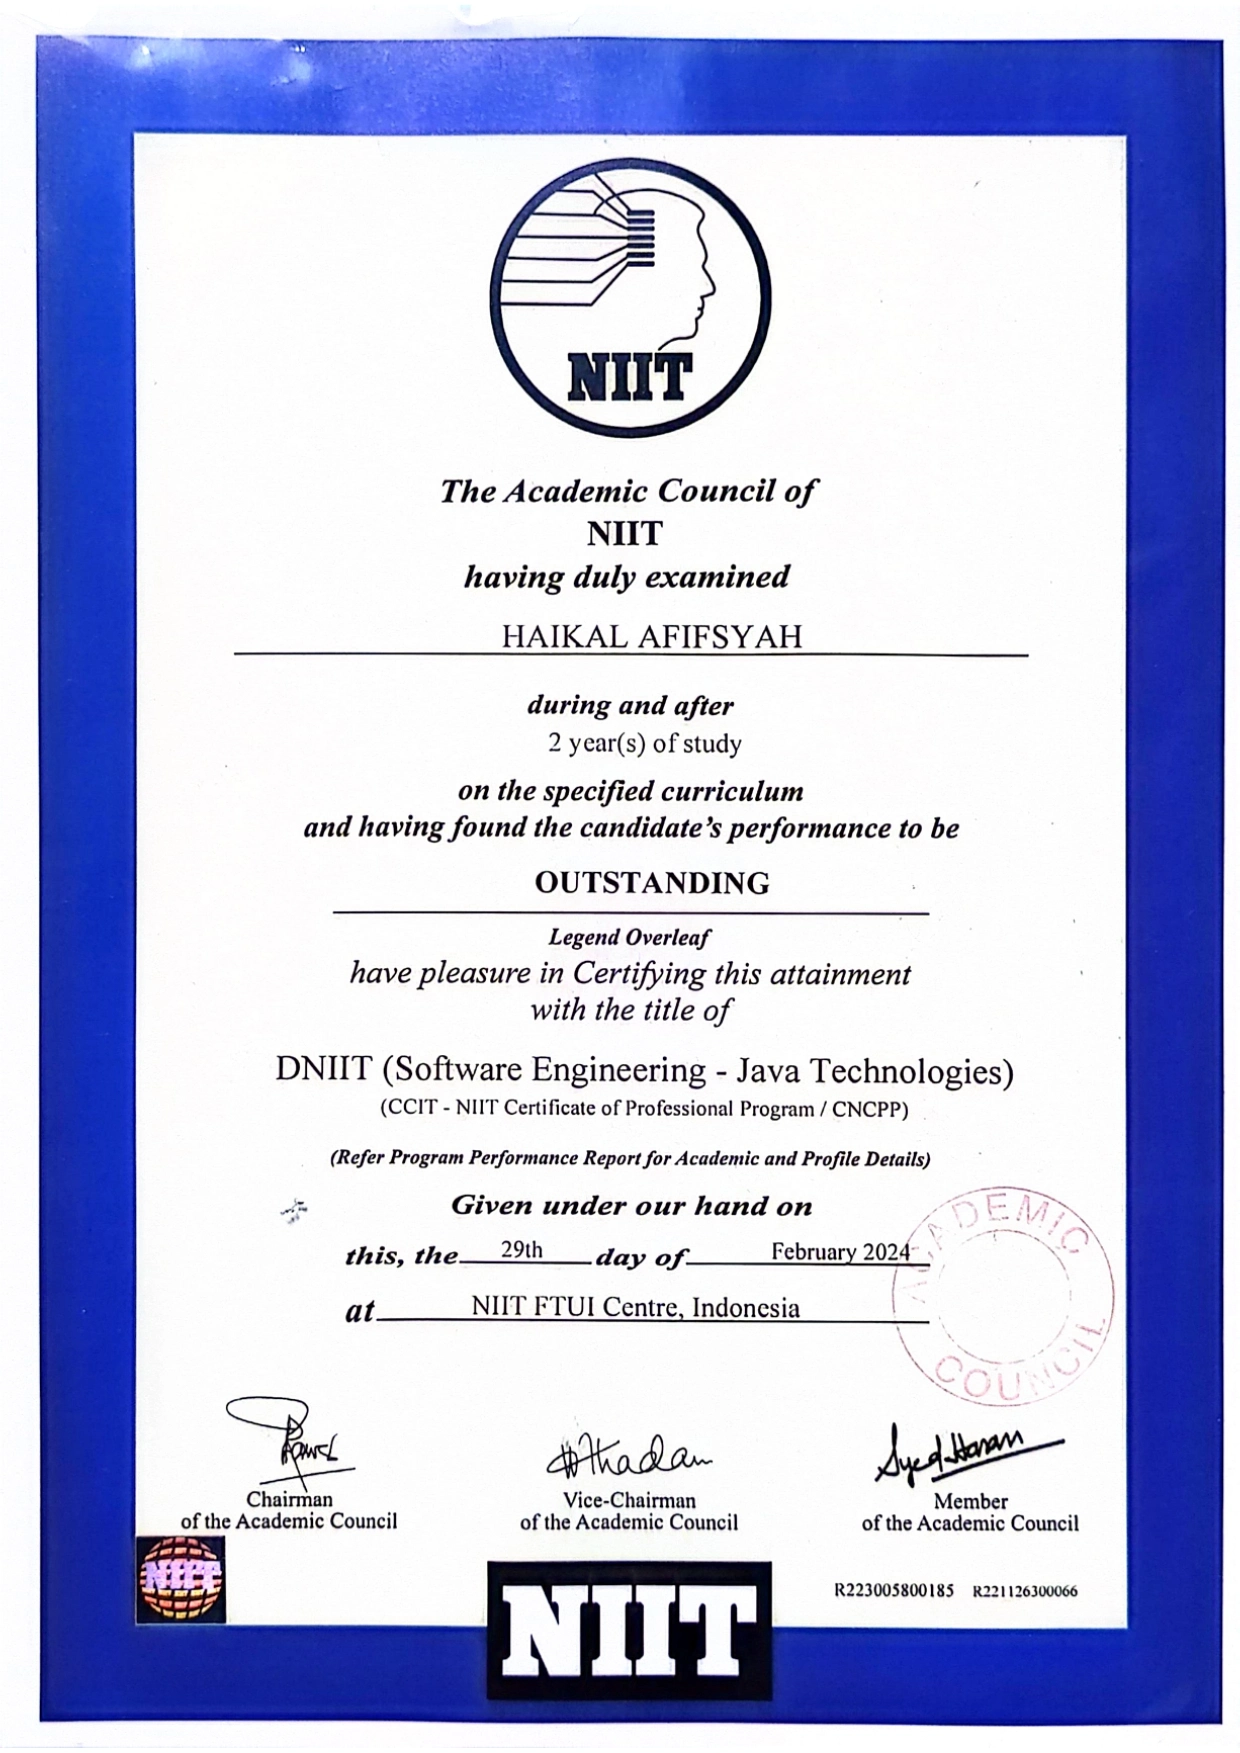 NIIT
The Academic Council of
NIIT
having duly examined
HAIKAL AFIFSYAH
during and after
2 year(s) of study
on the specified curriculum
and having found the candidate's performance to be
OUTSTANDING
Legend Overleaf
have pleasure in Certifying this attainment
with the title of
DNIIT (Software Engineering - Java Technologies)
(CCIT - NIIT Certificate of Professional Program / CNCPP)
(Refer Program Performance Report for Academic and Profile Details)
Given under our hand on
this, the 29th day of February 2024
at NIIT FTUI Centre, Indonesia
ACADEMIC
COUNCIL
Syed Hasan
Chairman Vice-Chairman Member
of the Academic Council of the Academic Council of the Academic Council
NIIT
R223005800185 R221126300066
NIIT